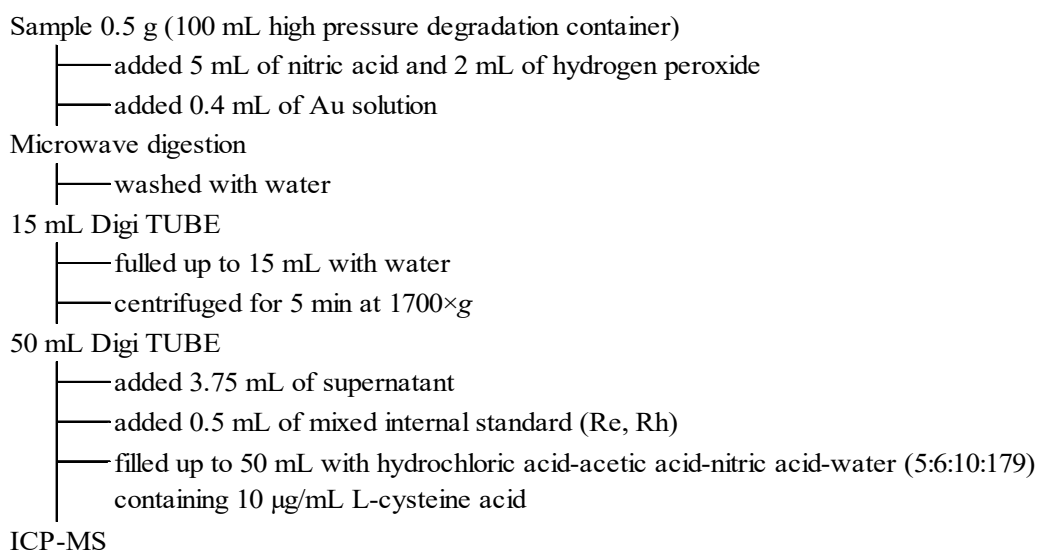 Sample 0.5 g (100 mL high pressure degradation container)
added 5 mL of nitric acid and 2 mL of hydrogen peroxide
added 0.4 mL of Au solution
Microwave digestion
washed with water
15 mL Digi TUBE
fulled up to 15 mL with water
centrifuged for 5 min at 1700×g
50 mL Digi TUBE
added 3.75 mL of supernatant
added 0.5 mL of mixed internal standard (Re, Rh)
filled up to 50 mL with hydrochloric acid-acetic acid-nitric acid-water (5:6:10:179)
containing 10 μg/mL L-cysteine acid
ICP-MS